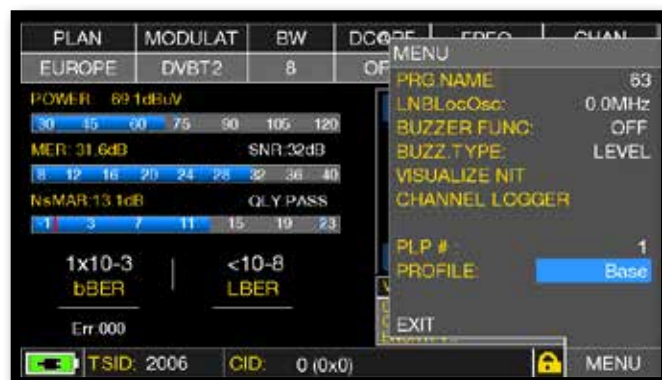 PLAN MODULAT BW
EUROPE DVBT2 8
POWER: 69.1dBuV
30 45 60 75 90 105 120
MER: 31.6dB SNR:32dB
8 12 16 20 24 28 32 36 40
NsMAR:13.1dB QLY:PASS
-1 3 7 11 15 19 23
1x10-3 <10-8
bBER LBER
Err:000
MENU
PRG.NAME: 63
LNBLocOsc: 0.0MHz
BUZZER FUNC: OFF
BUZZ.TYPE: LEVEL
VISUALIZE NIT
CHANNEL LOGGER
PLP #: 1
PROFILE: Base
EXIT
TSID: 2006 CID: 0 (0x0) MENU